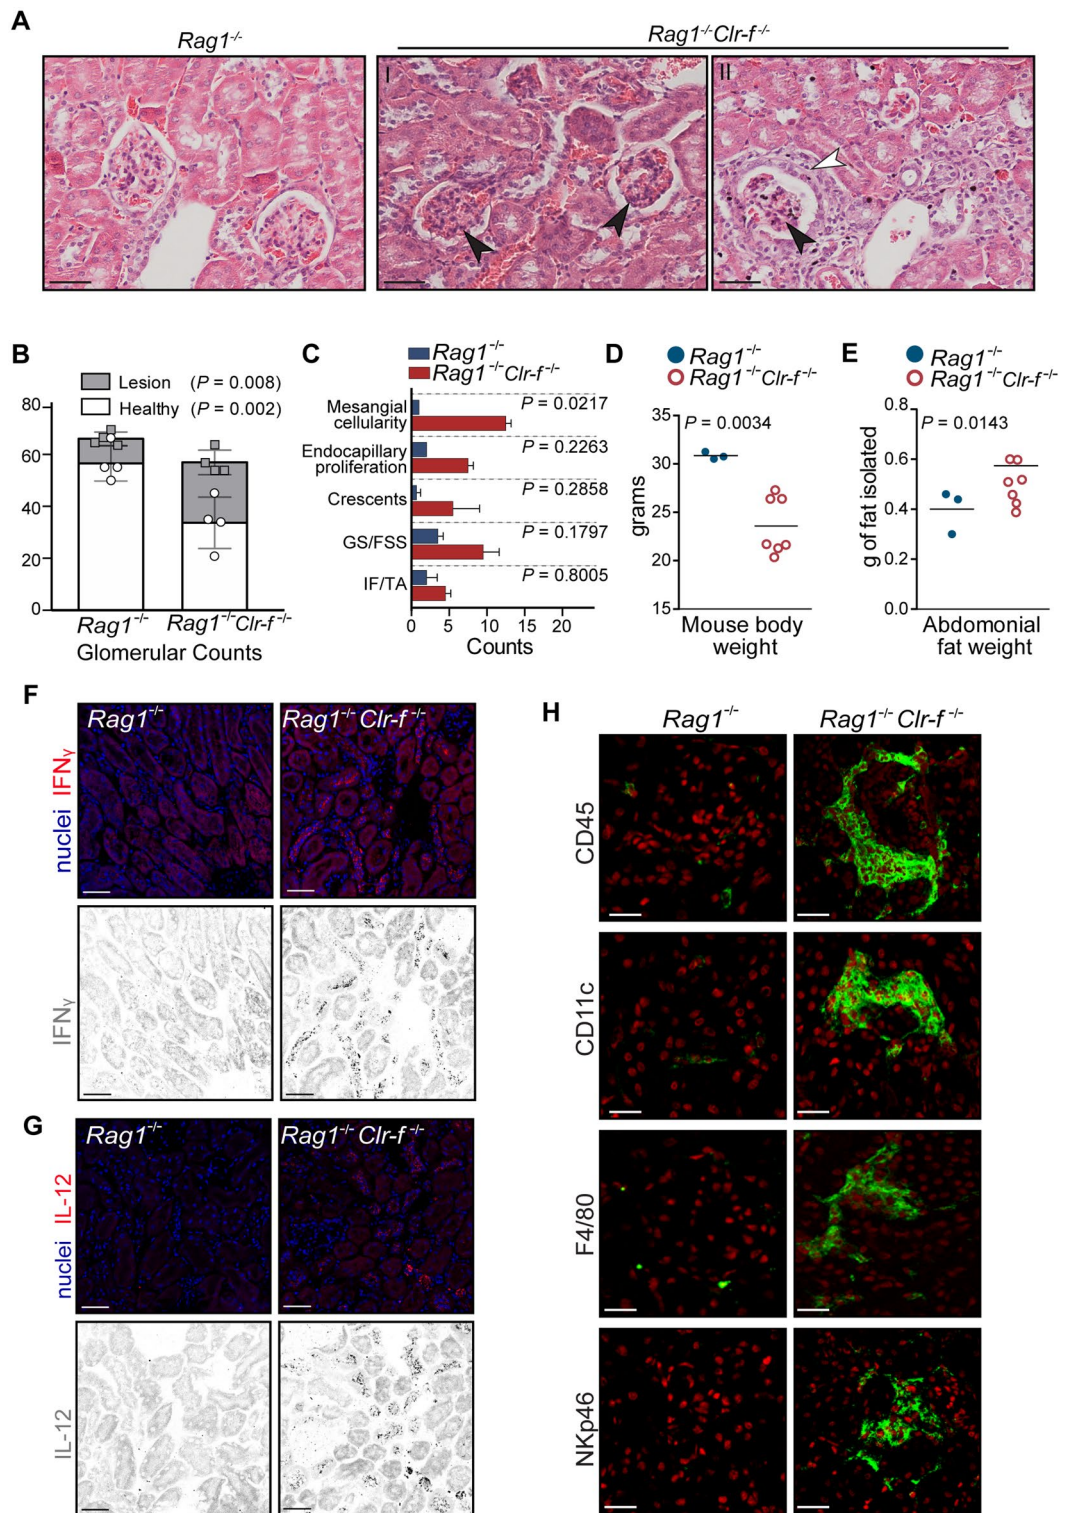 A
Rag1-/-
Rag1-/-Clr-f-/-
I
II
B
Lesion (P = 0.008)
Healthy (P = 0.002)
80
60
40
20
0
Rag1-/-
Rag1-/-Clr-f-/-
Glomerular Counts
C
Rag1-/-
Rag1-/-Clr-f-/-
Mesangial
cellularity
P = 0.0217
Endocapillary
proliferation
P = 0.2263
Crescents
P = 0.2858
GS/FSS
P = 0.1797
IF/TA
P = 0.8005
0 5 10 15 20
Counts
D
Rag1-/-
Rag1-/-Clr-f-/-
P = 0.0034
grams
35
30
25
20
15
Mouse body
weight
E
Rag1-/-
Rag1-/-Clr-f-/-
P = 0.0143
g of fat isolated
0.8
0.6
0.4
0.2
0.0
Abdomonial
fat weight
F
Rag1-/-
Rag1-/- Clr-f-/-
nuclei IFNγ
IFNγ
G
Rag1-/-
Rag1-/- Clr-f-/-
nuclei IL-12
IL-12
H
Rag1-/-
Rag1-/- Clr-f-/-
CD45
CD11c
F4/80
NKp46